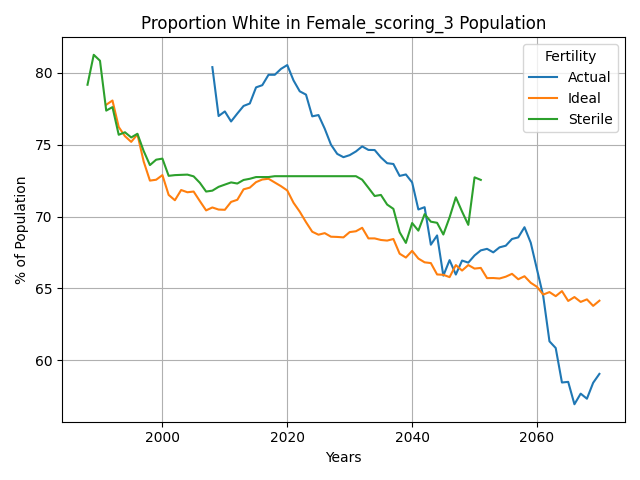 Proportion White in Female_scoring_3 Population
Fertility
Actual
Ideal
Sterile
% of Population
80
75
70
65
60
2000
2020
2040
2060
Years